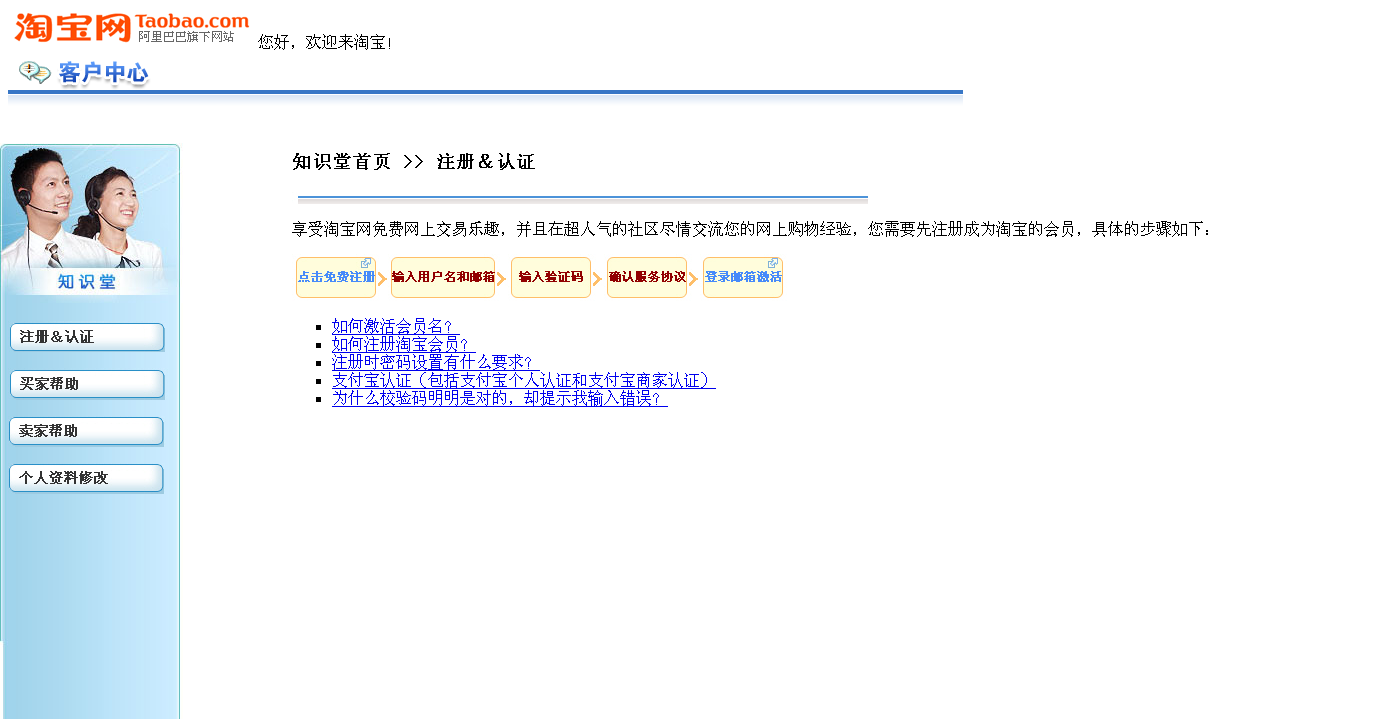 淘宝网 Taobao.com
阿里巴巴旗下网站
您好，欢迎来淘宝！
客户中心
知识堂
注册＆认证
买家帮助
卖家帮助
个人资料修改
知识堂首页 >> 注册＆认证
享受淘宝网免费网上交易乐趣，并且在超人气的社区尽情交流您的网上购物经验，您需要先注册成为淘宝的会员，具体的步骤如下：
点击免费注册 输入用户名和邮箱 输入验证码 确认服务协议 登录邮箱激活
如何激活会员名？
如何注册淘宝会员？
注册时密码设置有什么要求？
支付宝认证（包括支付宝个人认证和支付宝商家认证）
为什么校验码明明是对的，却提示我输入错误？